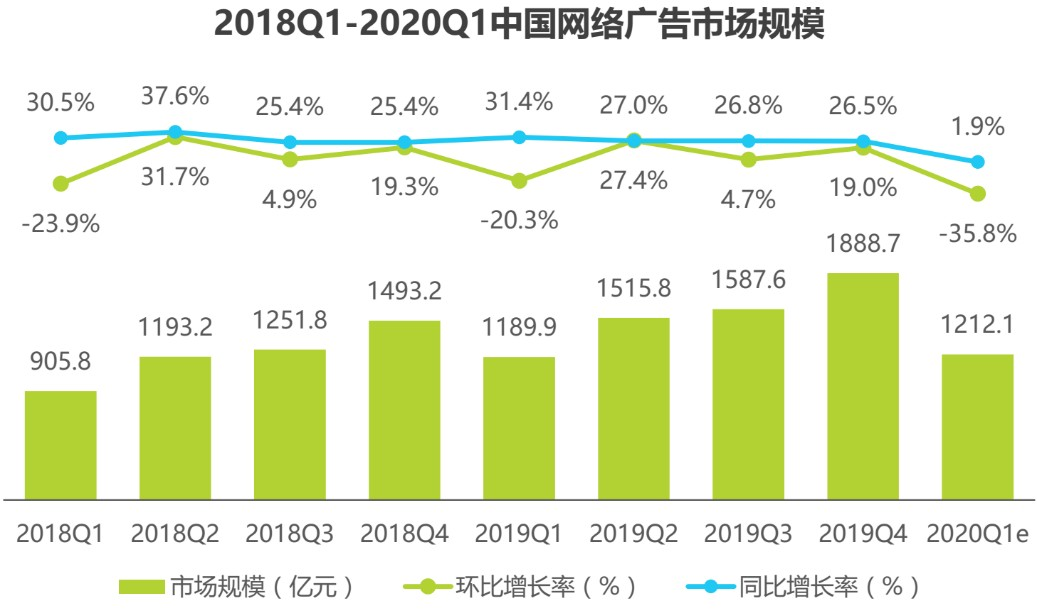 2018Q1-2020Q1中国网络广告市场规模
30.5% 37.6% 25.4% 25.4% 31.4% 27.0% 26.8% 26.5% 1.9%
-23.9% 31.7% 4.9% 19.3% -20.3% 27.4% 4.7% 19.0% -35.8%
905.8 1193.2 1251.8 1493.2 1189.9 1515.8 1587.6 1888.7 1212.1
2018Q1 2018Q2 2018Q3 2018Q4 2019Q1 2019Q2 2019Q3 2019Q4 2020Q1e
市场规模（亿元） 环比增长率（%） 同比增长率（%）